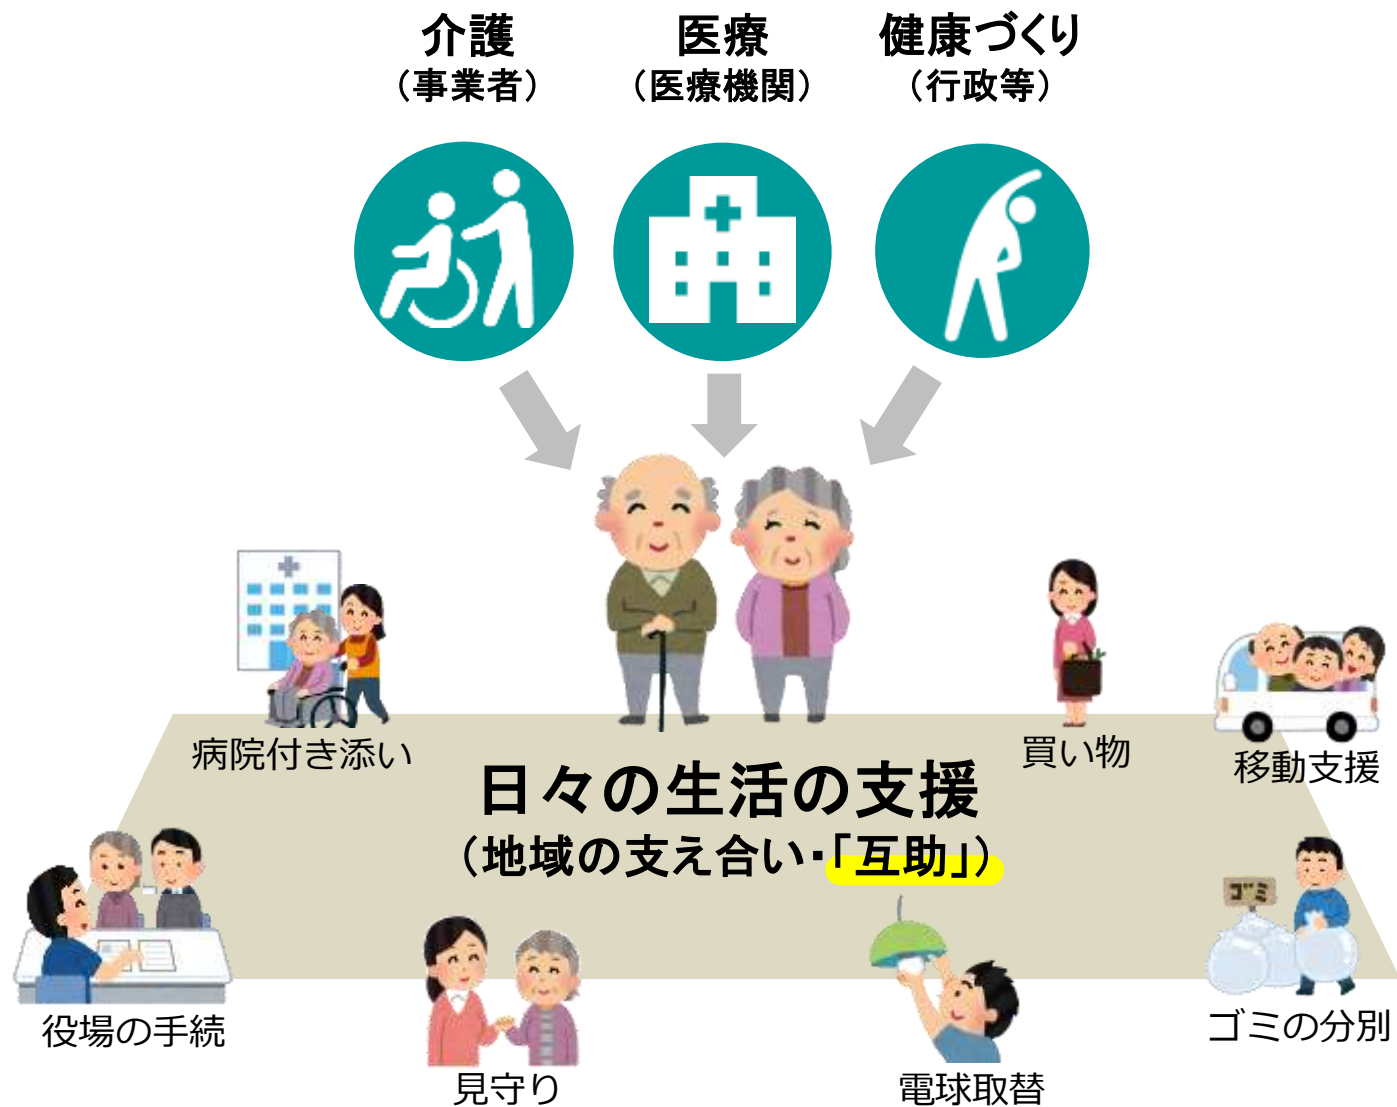 介護
（事業者）
医療
（医療機関）
健康づくり
（行政等）
病院付き添い
買い物
移動支援
日々の生活の支援
（地域の支え合い・「互助」）
ゴミ
役場の手続
見守り
電球取替
ゴミの分別